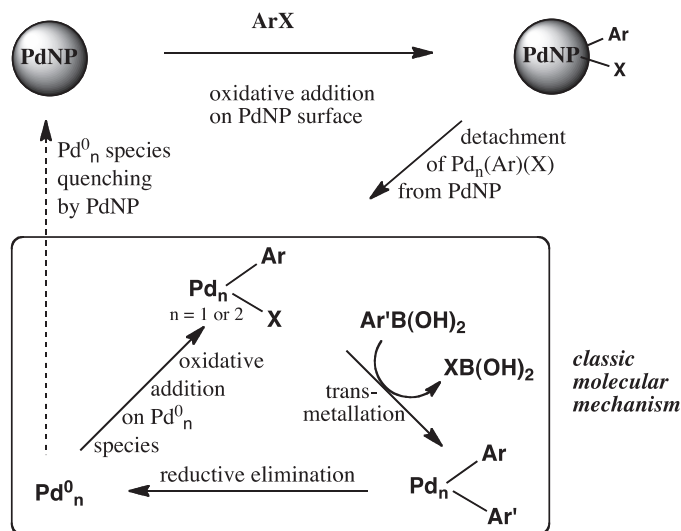 ArX
PdNP
PdNP
Ar
X
oxidative addition
on PdNP surface
detachment
of Pdn(Ar)(X)
from PdNP
Pd0n species
quenching
by PdNP
Ar
Pdn
n = 1 or 2
X
Ar'B(OH)2
XB(OH)2
oxidative
addition
on Pd0n
species
trans-
metallation
classic
molecular
mechanism
Ar
Pdn
Ar'
reductive elimination
Pd0n